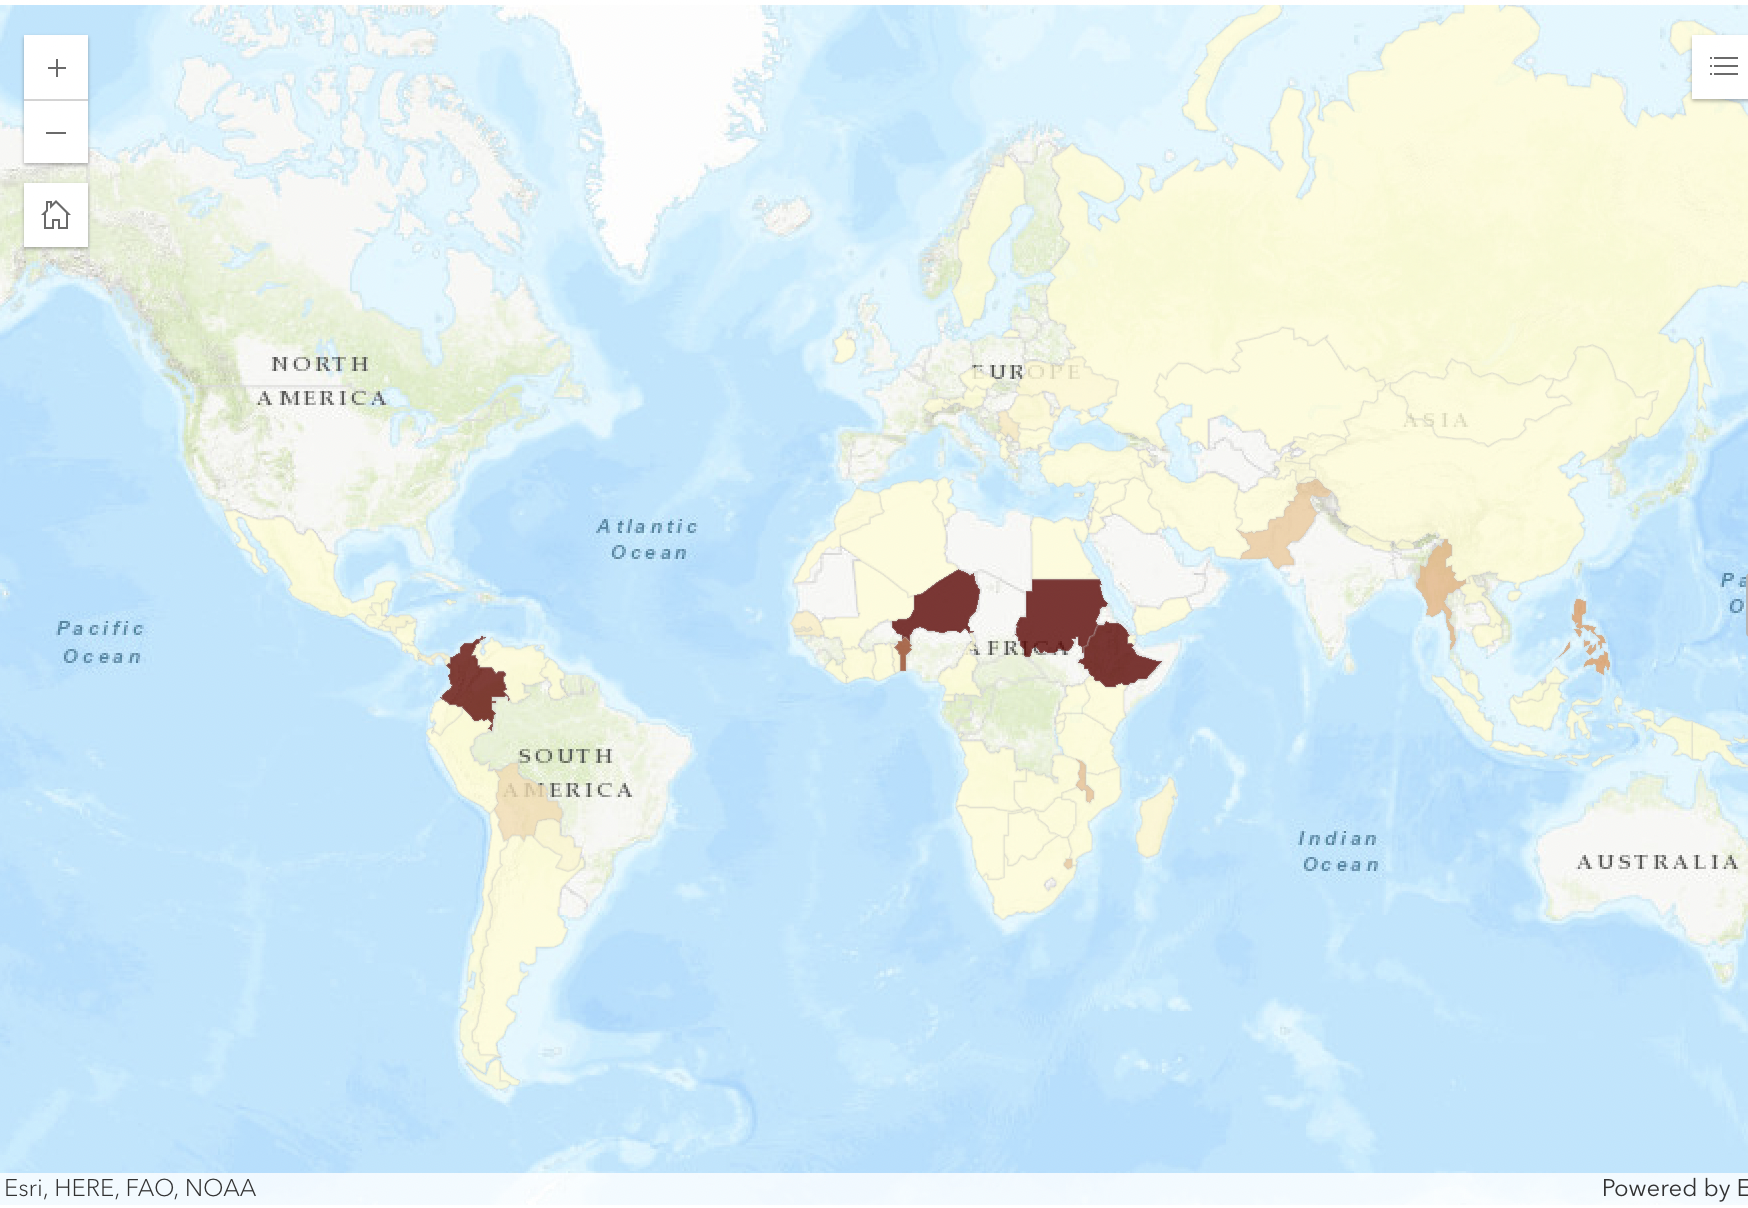 NORTH
AMERICA
EUROPE
ASIA
Atlantic
Ocean
Pacific
Ocean
Pa
O
AFRICA
SOUTH
AMERICA
Indian
Ocean
AUSTRALIA
Esri, HERE, FAO, NOAA
Powered by E